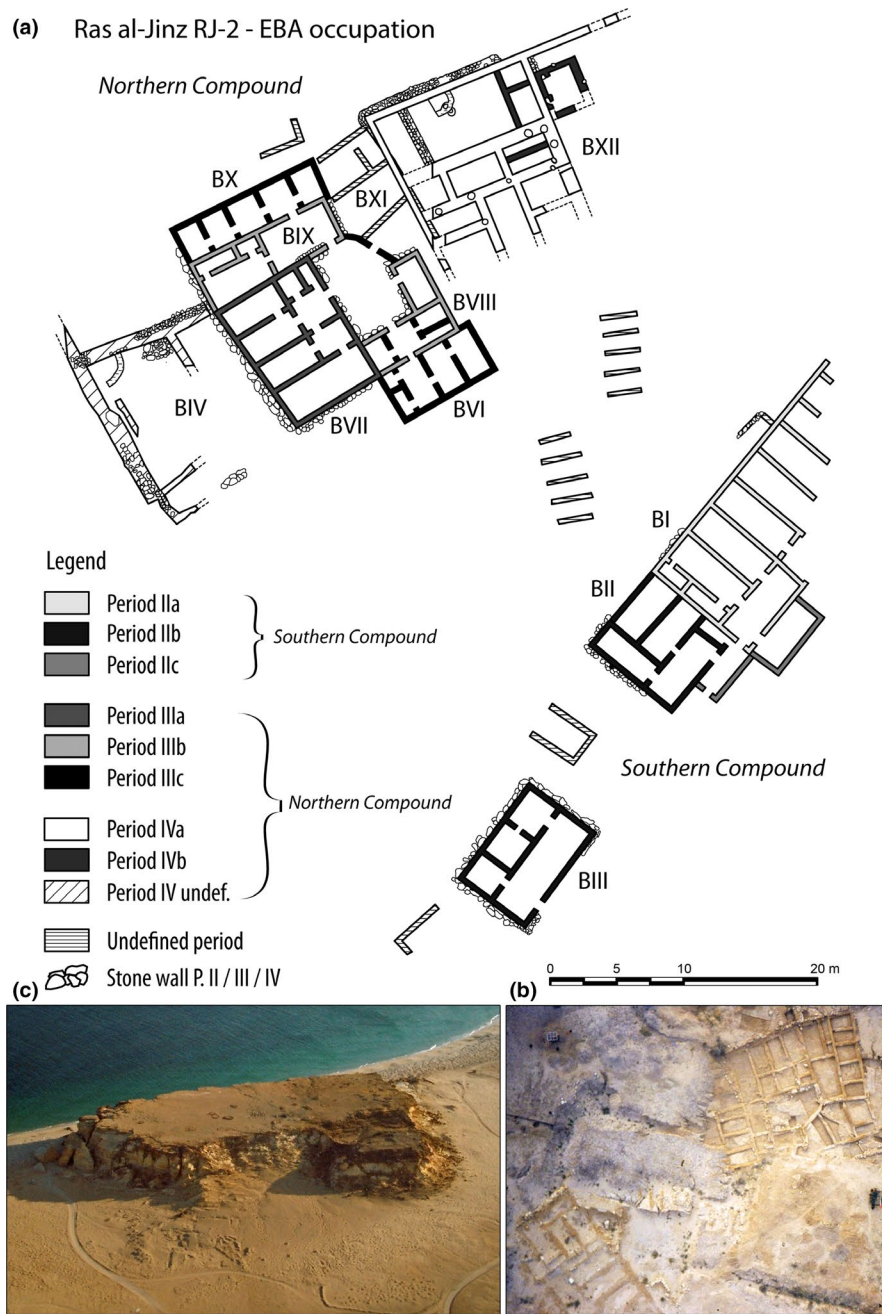 (a) Ras al-Jinz RJ-2 - EBA occupation
Northern Compound
BXII
BX
BXI
BIX
BVIII
BIV
BVII
BVI
BI
BII
Legend
Period IIa
Period IIb
Period IIc
Southern Compound
Period IIIa
Period IIIb
Period IIIc
Period IVa
Period IVb
Period IV undef.
Northern Compound
Undefined period
Stone wall P. II / III / IV
Southern Compound
BIII
0 5 10 20 m
(c)
(b)